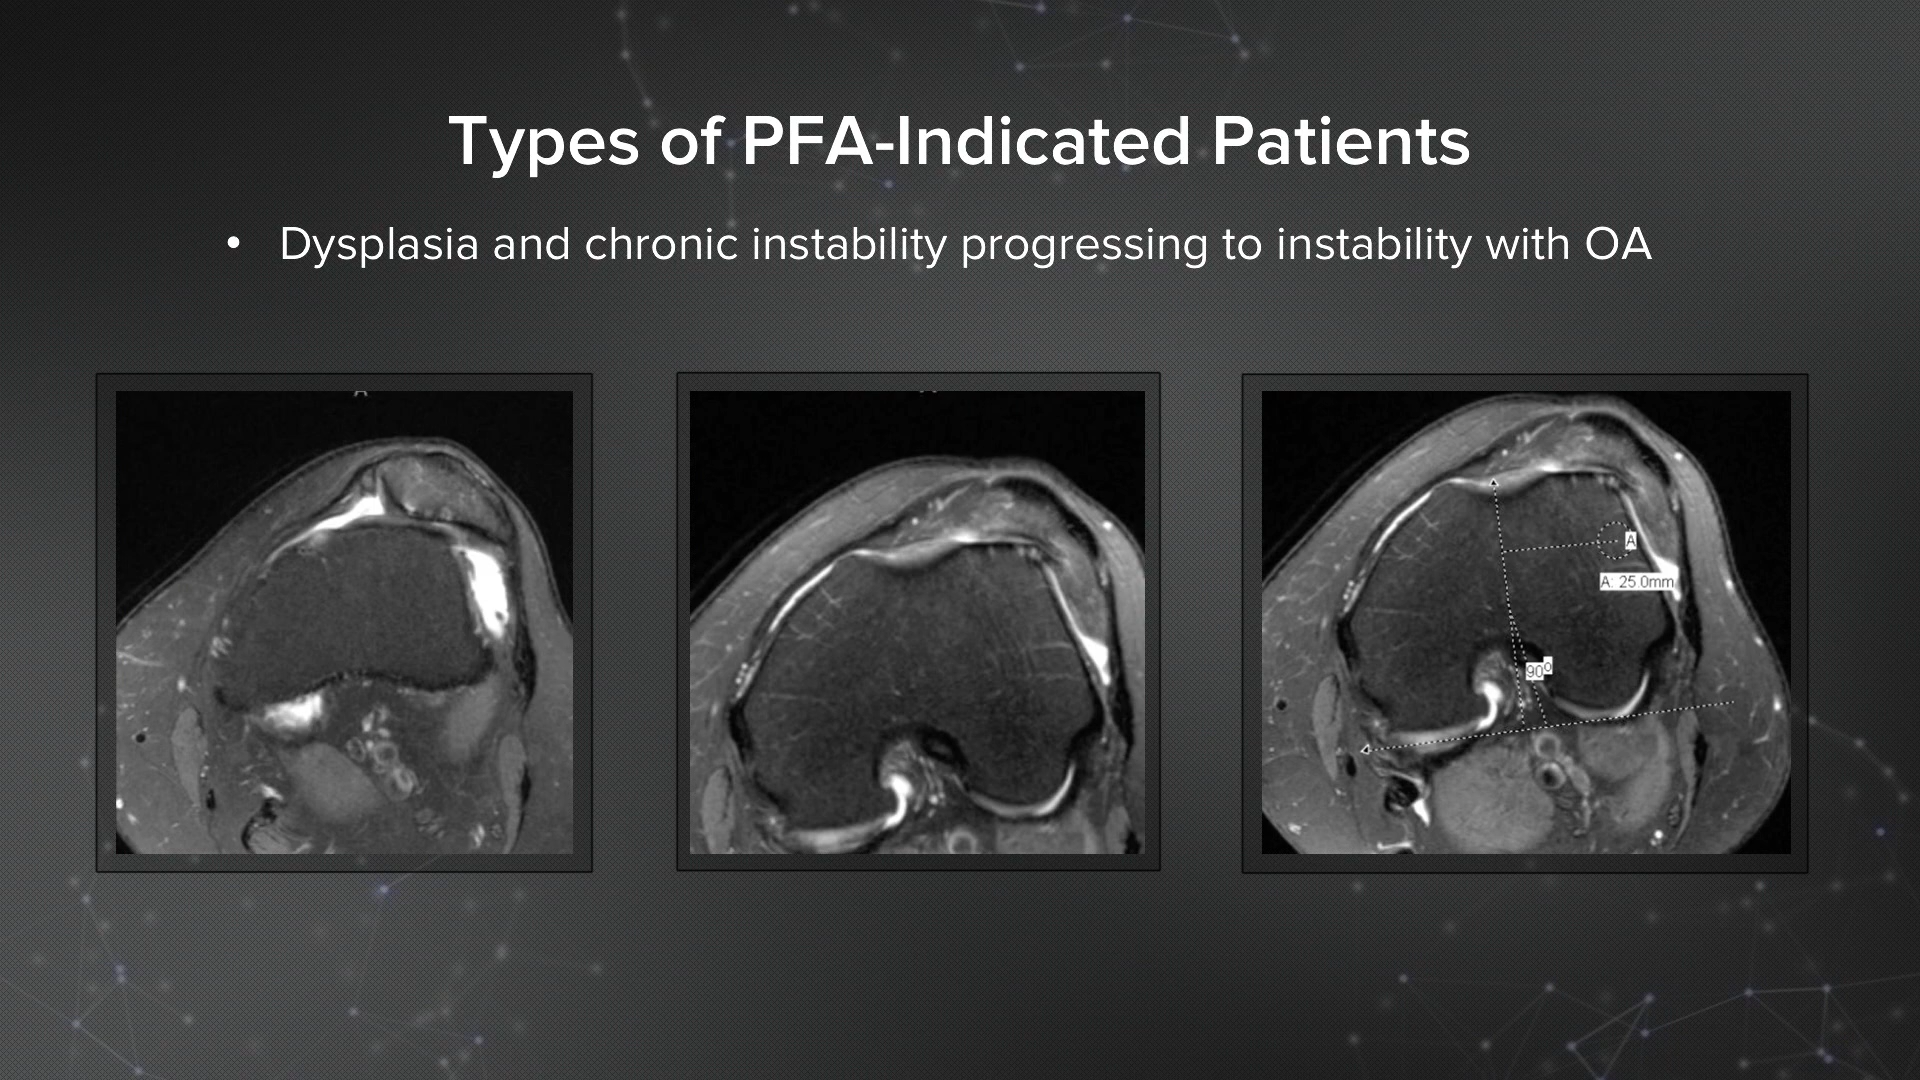 Types of PFA-Indicated Patients
• Dysplasia and chronic instability progressing to instability with OA
A
A: 25.0mm
90°